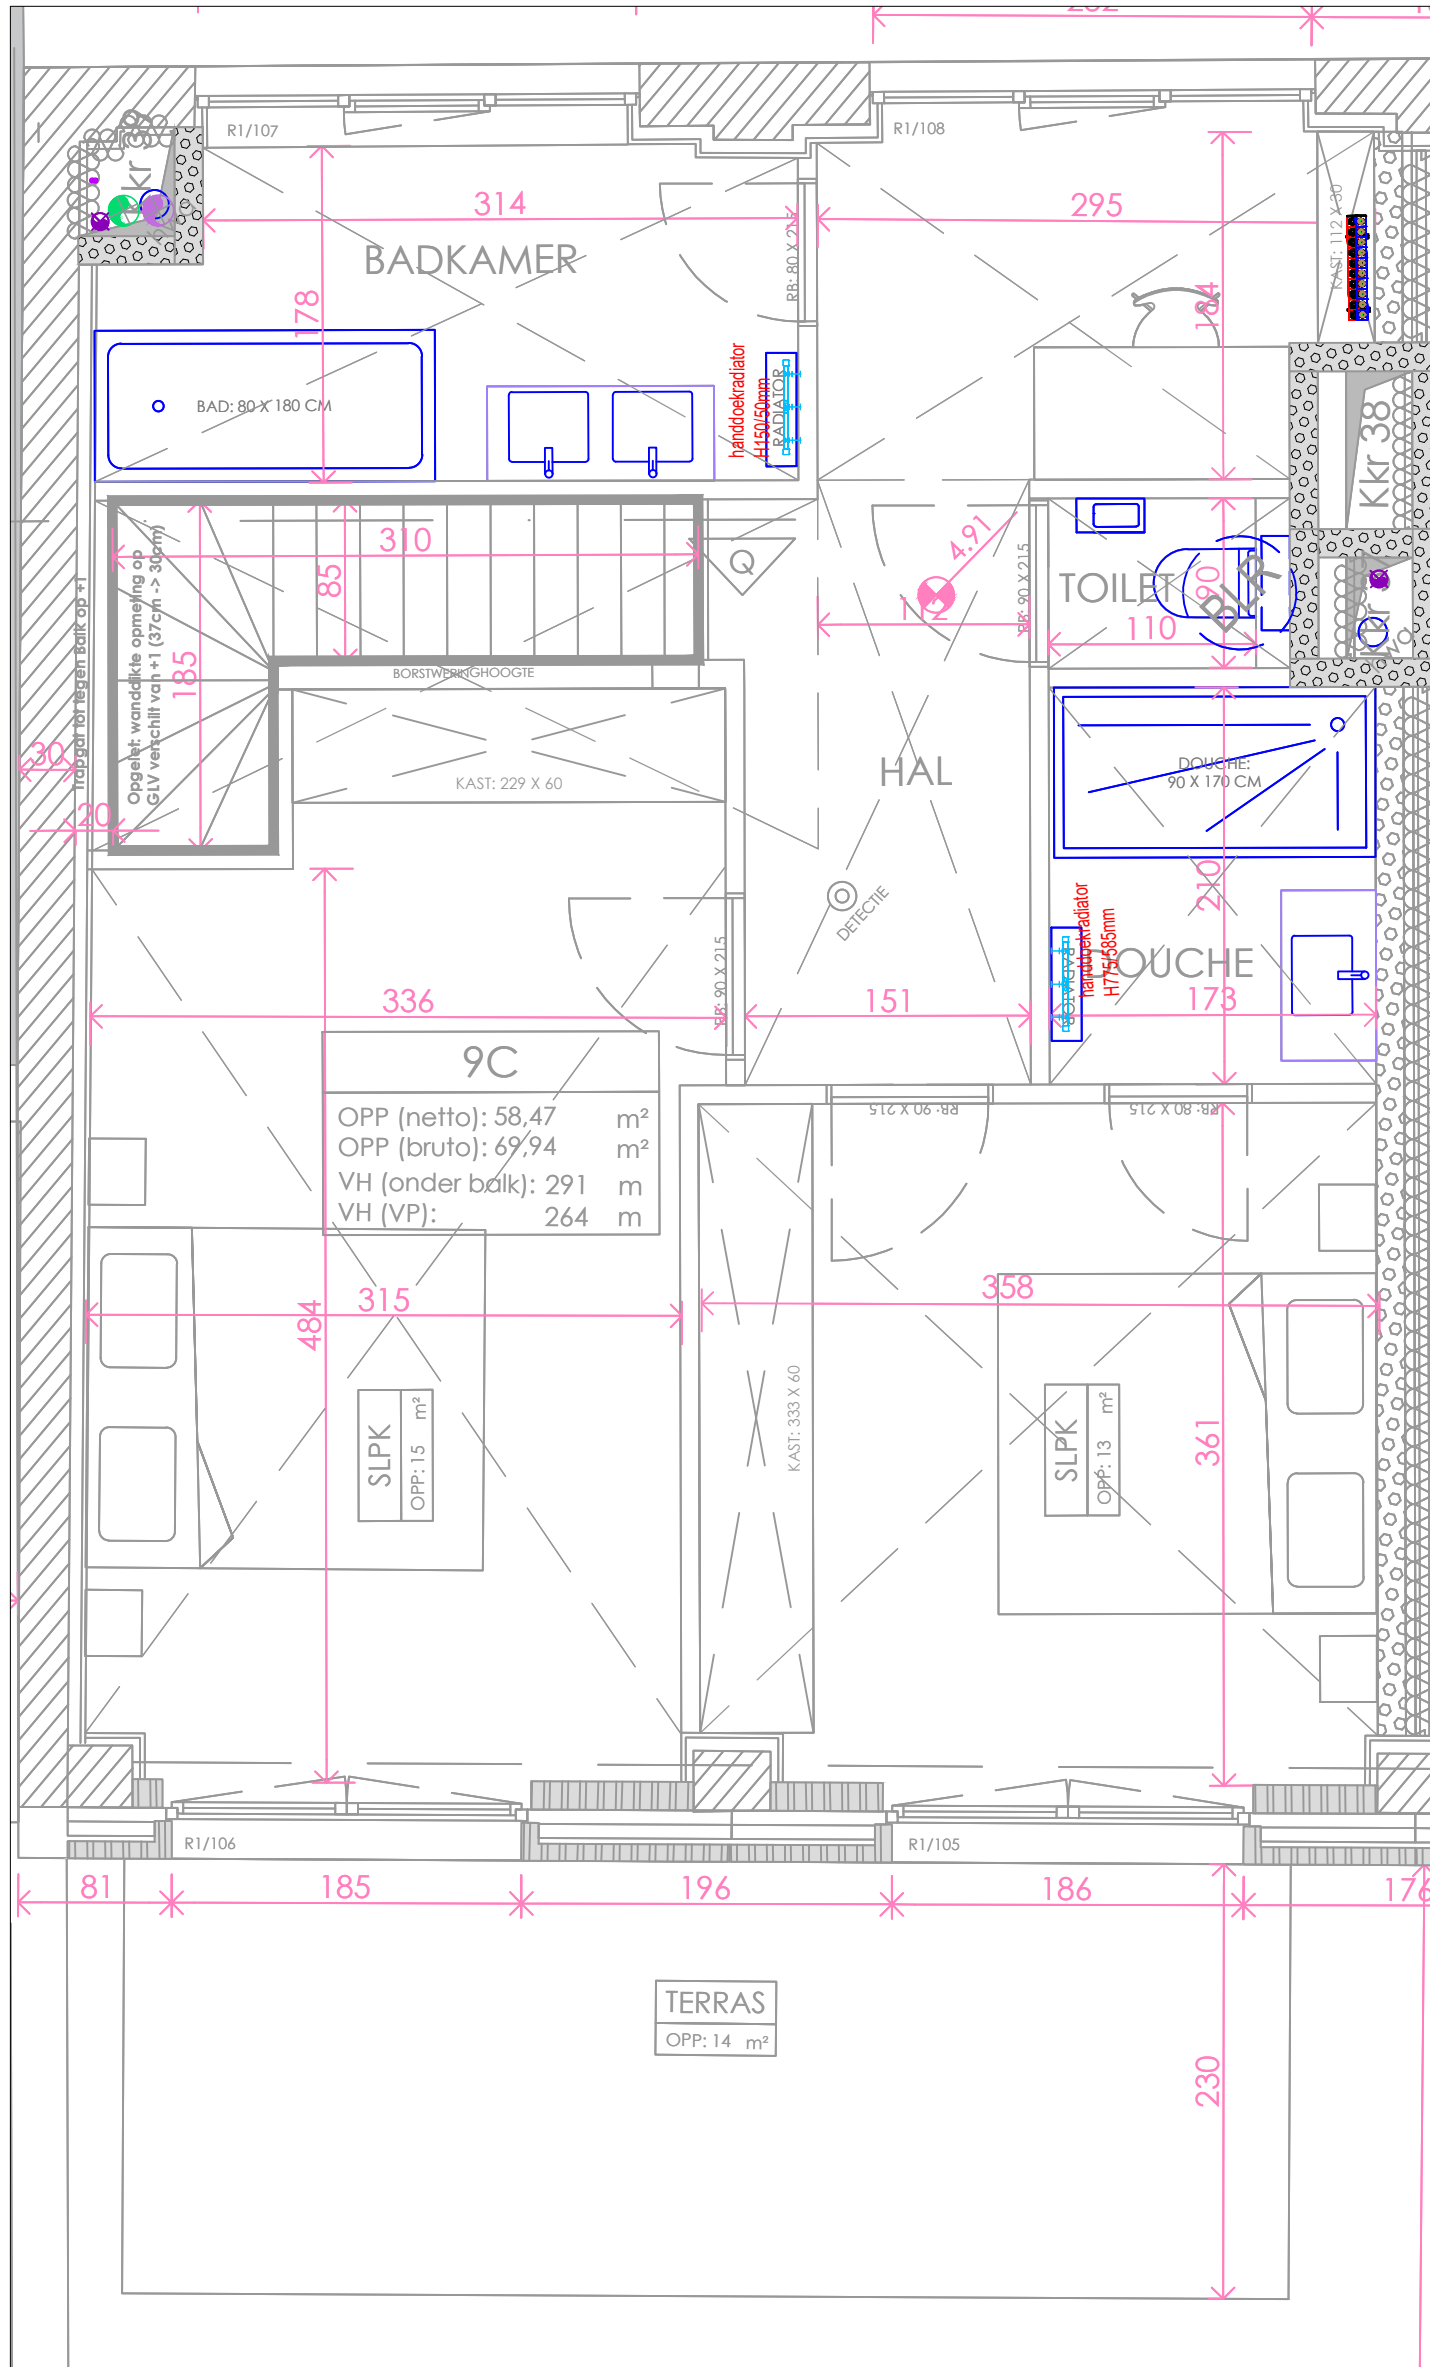 R1/107
R1/108
314
295
BADKAMER
RB: 80 X 215
KAST: 112 X 30
178
184
handdoekradiator
H150/50mm
RADIATOR
BAD: 80 X 180 CM
Kkr 38
310
85
Q
4.91
112
RB: 90 X 215
TOILET
90
BLR
110
185
Trapgat tot tegen Balk op +1
Opgelet: wanddikte opmeting op
GLV verschilt van +1 (37cm -> 30cm)
BORSTWERINGHOOGTE
30
20
KAST: 229 X 60
HAL
DOUCHE:
90 X 170 CM
210
DETECTIE
handdoekradiator
H775/585mm
RADIATOR
DOUCHE
RB: 90 X 215
336
151
173
9C
OPP (netto): 58,47 m²
OPP (bruto): 69,94 m²
VH (onder balk): 291 m
VH (VP): 264 m
RB: 90 X 215
RB: 80 X 215
484
315
358
KAST: 333 X 60
SLPK
OPP: 15 m²
SLPK
OPP: 13 m²
361
R1/106
R1/105
81
185
196
186
176
TERRAS
OPP: 14 m²
230